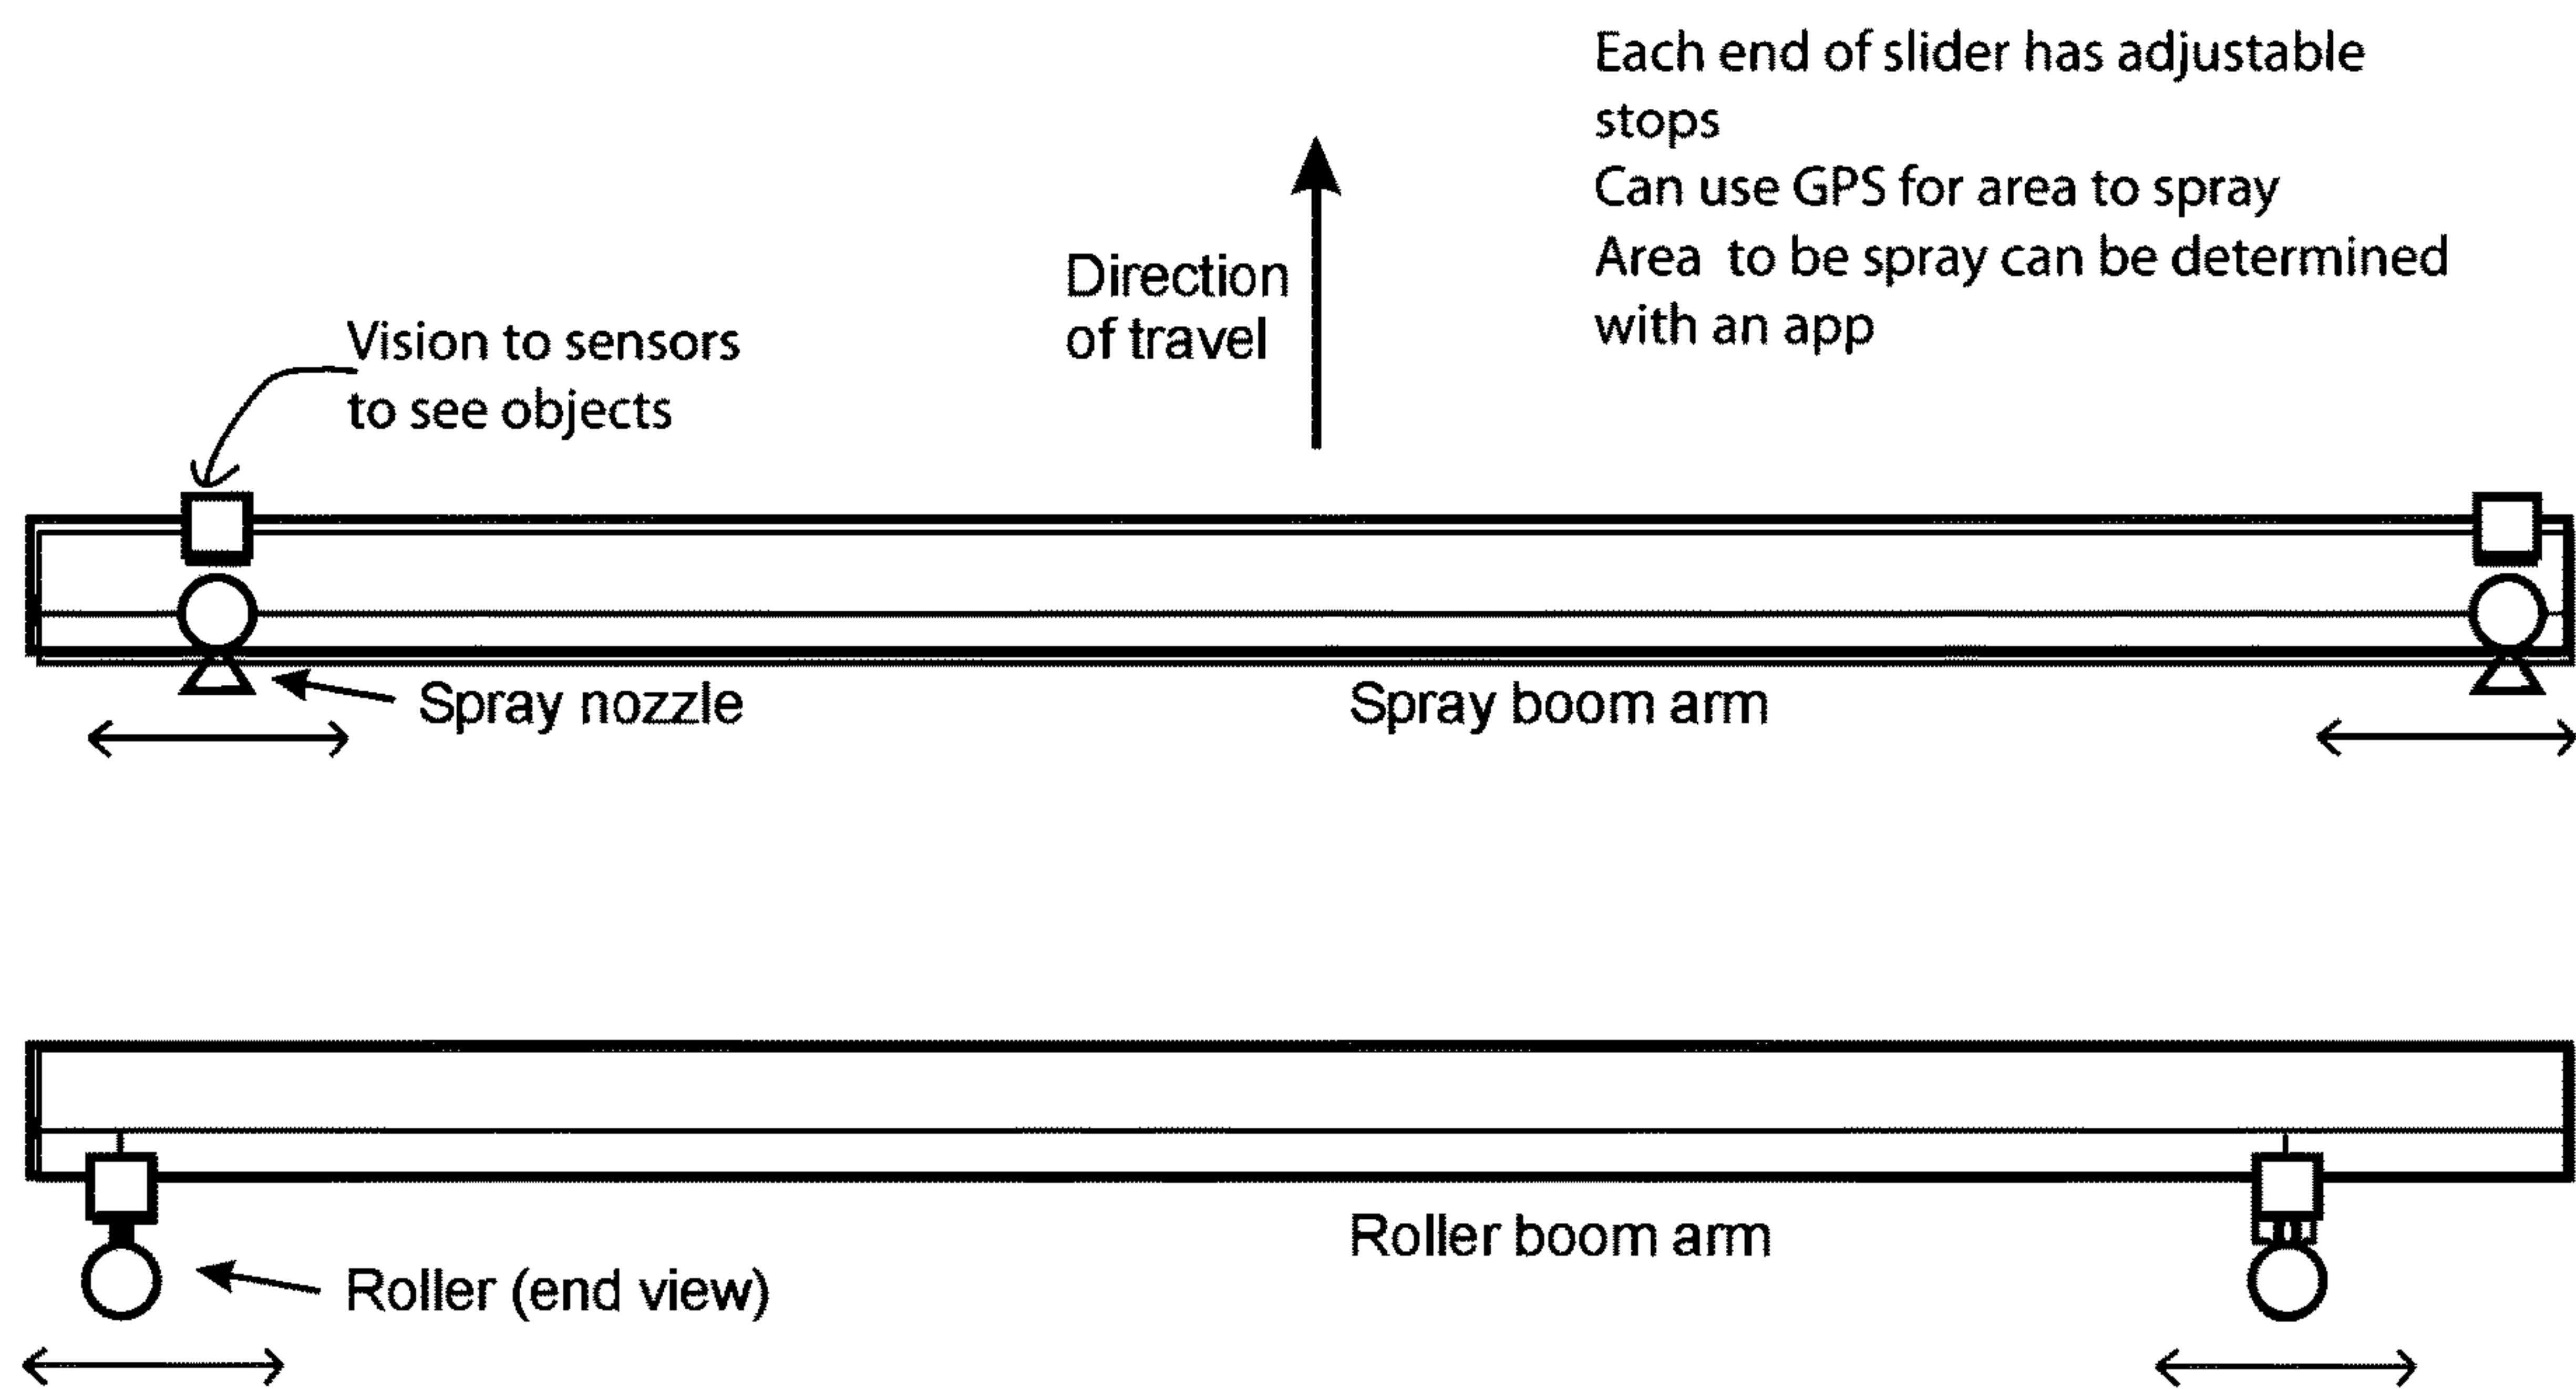 Each end of slider has adjustable
stops
Can use GPS for area to spray
Area to be spray can be determined
with an app
Direction
of travel
Vision to sensors
to see objects
Spray nozzle
Spray boom arm
Roller boom arm
Roller (end view)